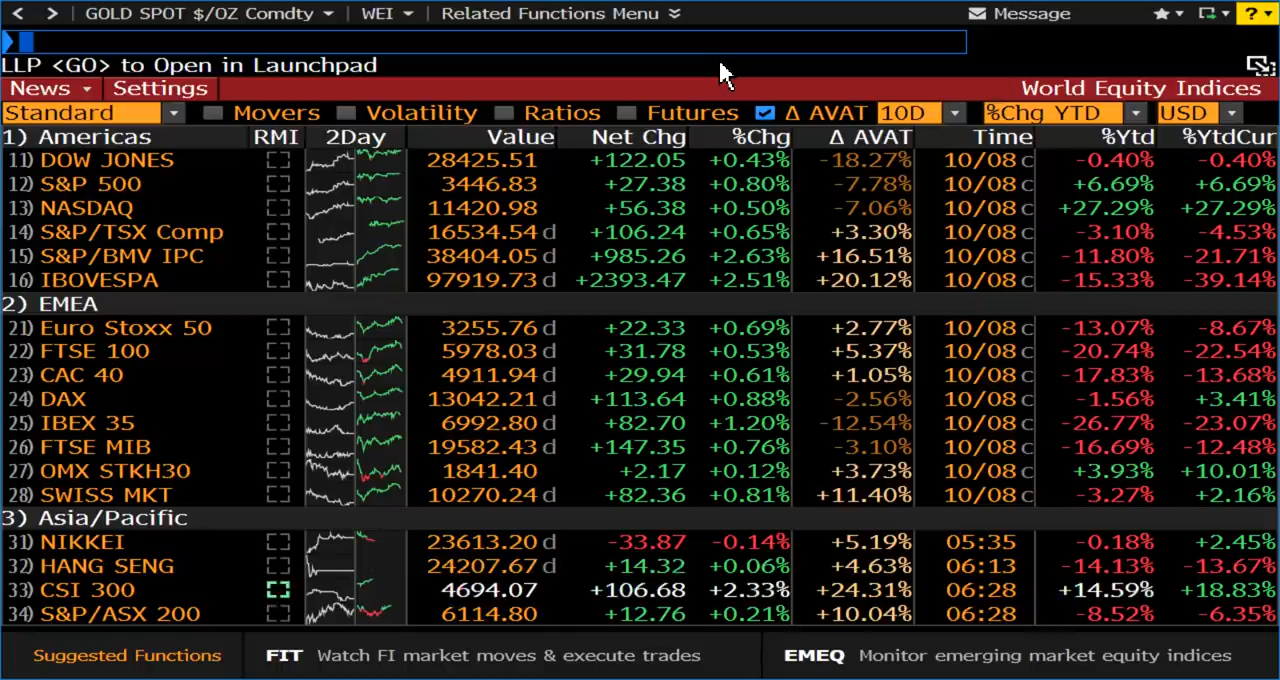 < > GOLD SPOT $/OZ Comdty WEI Related Functions Menu Message ?
LLP <GO> to Open in Launchpad
News Settings World Equity Indices
Standard Movers Volatility Ratios Futures Δ AVAT 10D %Chg YTD USD
1) Americas RMI 2Day Value Net Chg %Chg Δ AVAT Time %Ytd %YtdCur
11) DOW JONES 28425.51 +122.05 +0.43% -18.27% 10/08 c -0.40% -0.40%
12) S&P 500 3446.83 +27.38 +0.80% -7.78% 10/08 c +6.69% +6.69%
13) NASDAQ 11420.98 +56.38 +0.50% -7.06% 10/08 c +27.29% +27.29%
14) S&P/TSX Comp 16534.54 d +106.24 +0.65% +3.30% 10/08 c -3.10% -4.53%
15) S&P/BMV IPC 38404.05 d +985.26 +2.63% +16.51% 10/08 c -11.80% -21.71%
16) IBOVESPA 97919.73 d +2393.47 +2.51% +20.12% 10/08 c -15.33% -39.14%
2) EMEA
21) Euro Stoxx 50 3255.76 d +22.33 +0.69% +2.77% 10/08 c -13.07% -8.67%
22) FTSE 100 5978.03 d +31.78 +0.53% +5.37% 10/08 c -20.74% -22.54%
23) CAC 40 4911.94 d +29.94 +0.61% +1.05% 10/08 c -17.83% -13.68%
24) DAX 13042.21 d +113.64 +0.88% -2.56% 10/08 c -1.56% +3.41%
25) IBEX 35 6992.80 d +82.70 +1.20% -12.54% 10/08 c -26.77% -23.07%
26) FTSE MIB 19582.43 d +147.35 +0.76% -3.10% 10/08 c -16.69% -12.48%
27) OMX STKH30 1841.40 +2.17 +0.12% +3.73% 10/08 c +3.93% +10.01%
28) SWISS MKT 10270.24 d +82.36 +0.81% +11.40% 10/08 c -3.27% +2.16%
3) Asia/Pacific
31) NIKKEI 23613.20 d -33.87 -0.14% +5.19% 05:35 -0.18% +2.45%
32) HANG SENG 24207.67 d +14.32 +0.06% +4.63% 06:13 -14.13% -13.67%
33) CSI 300 4694.07 +106.68 +2.33% +24.31% 06:28 +14.59% +18.83%
34) S&P/ASX 200 6114.80 +12.76 +0.21% +10.04% 06:28 -8.52% -6.35%
Suggested Functions FIT Watch FI market moves & execute trades EMEQ Monitor emerging market equity indices